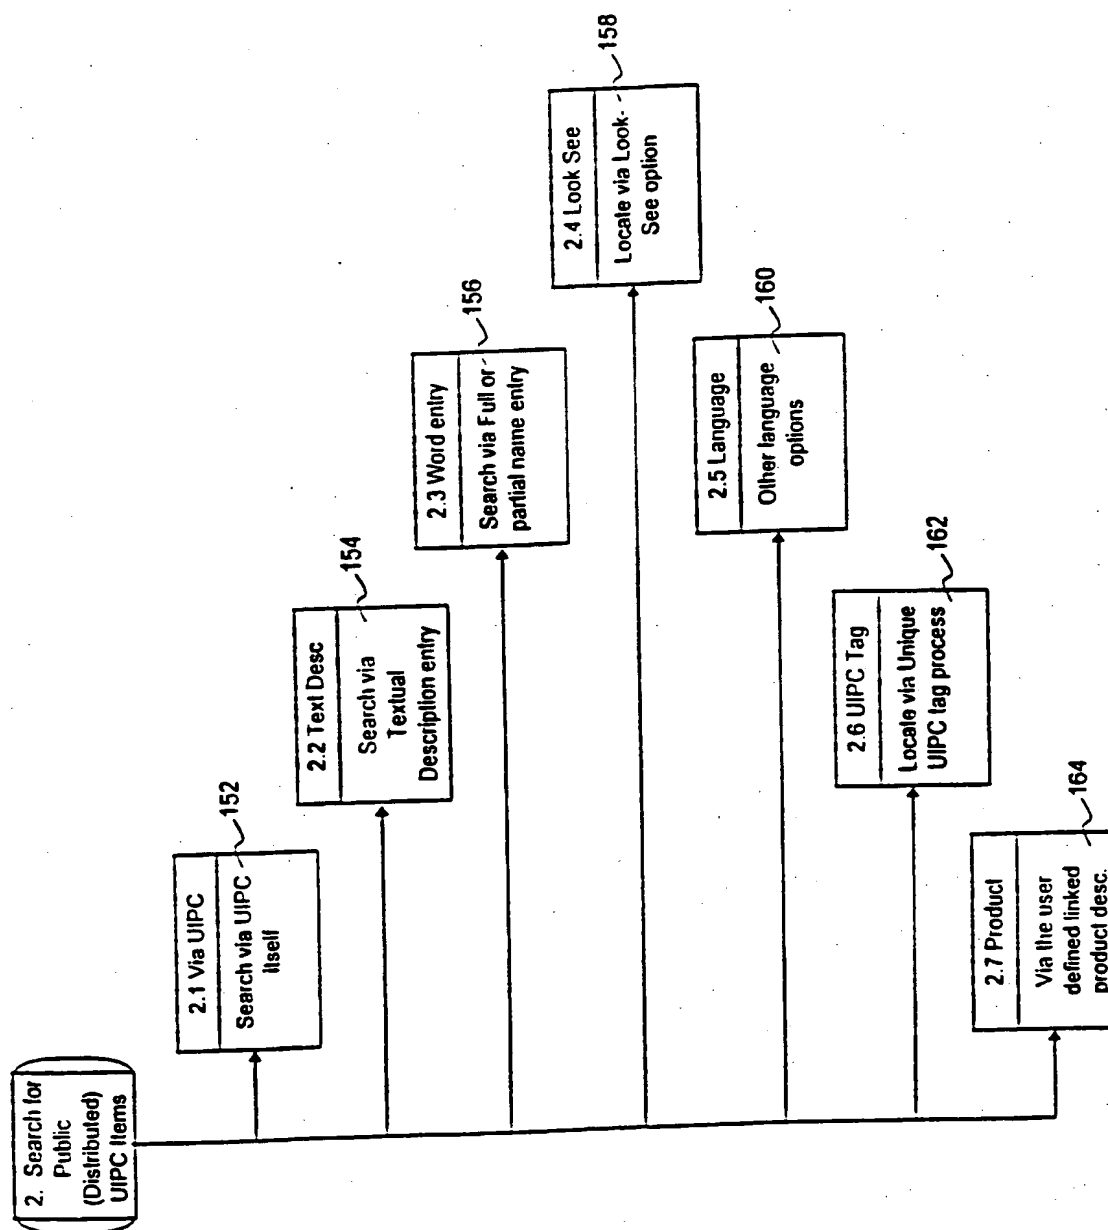 2. Search for
Public
(Distributed)
UIPC Items
2.1 Via UIPC
Search via UIPC
itself
152
2.2 Text Desc
Search via
Textual
Description entry
154
2.3 Word entry
Search via Full or
partial name entry
156
2.4 Look See
Locate via Look-
See option
158
2.5 Language
Other language
options
160
2.6 UIPC Tag
Locate via Unique
UIPC tag process
162
2.7 Product
Via the user
defined linked
product desc.
164